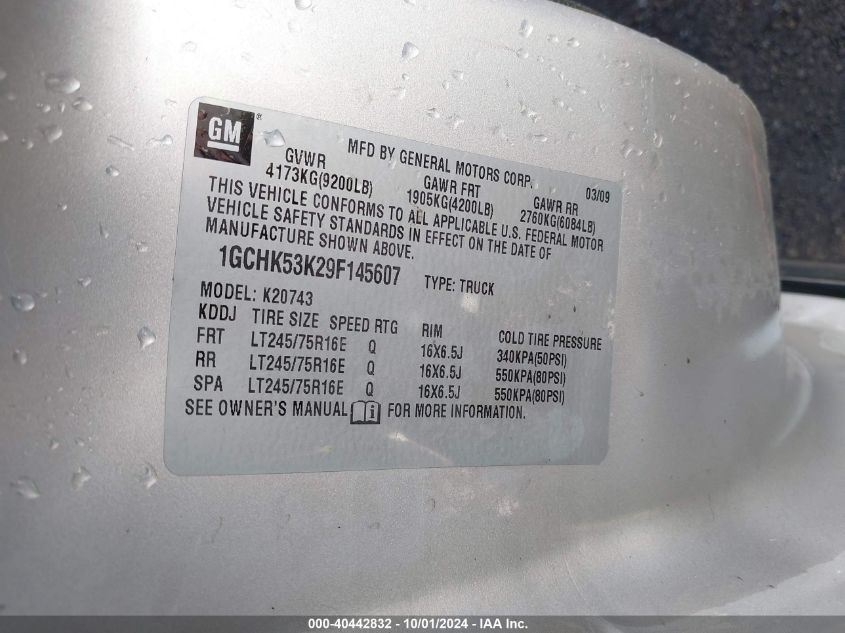 GM®
MFD BY GENERAL MOTORS CORP. 03/09
GVWR GAWR FRT GAWR RR
4173KG(9200LB) 1905KG(4200LB) 2760KG(6084LB)
THIS VEHICLE CONFORMS TO ALL APPLICABLE U.S. FEDERAL MOTOR
VEHICLE SAFETY STANDARDS IN EFFECT ON THE DATE OF
MANUFACTURE SHOWN ABOVE.
1GCHK53K29F145607 TYPE: TRUCK
MODEL: K20743
KDDJ TIRE SIZE SPEED RTG RIM COLD TIRE PRESSURE
FRT LT245/75R16E Q 16X6.5J 340KPA(50PSI)
RR LT245/75R16E Q 16X6.5J 550KPA(80PSI)
SPA LT245/75R16E Q 16X6.5J 550KPA(80PSI)
SEE OWNER'S MANUAL i FOR MORE INFORMATION.
000-40442832 - 10/01/2024 - IAA Inc.